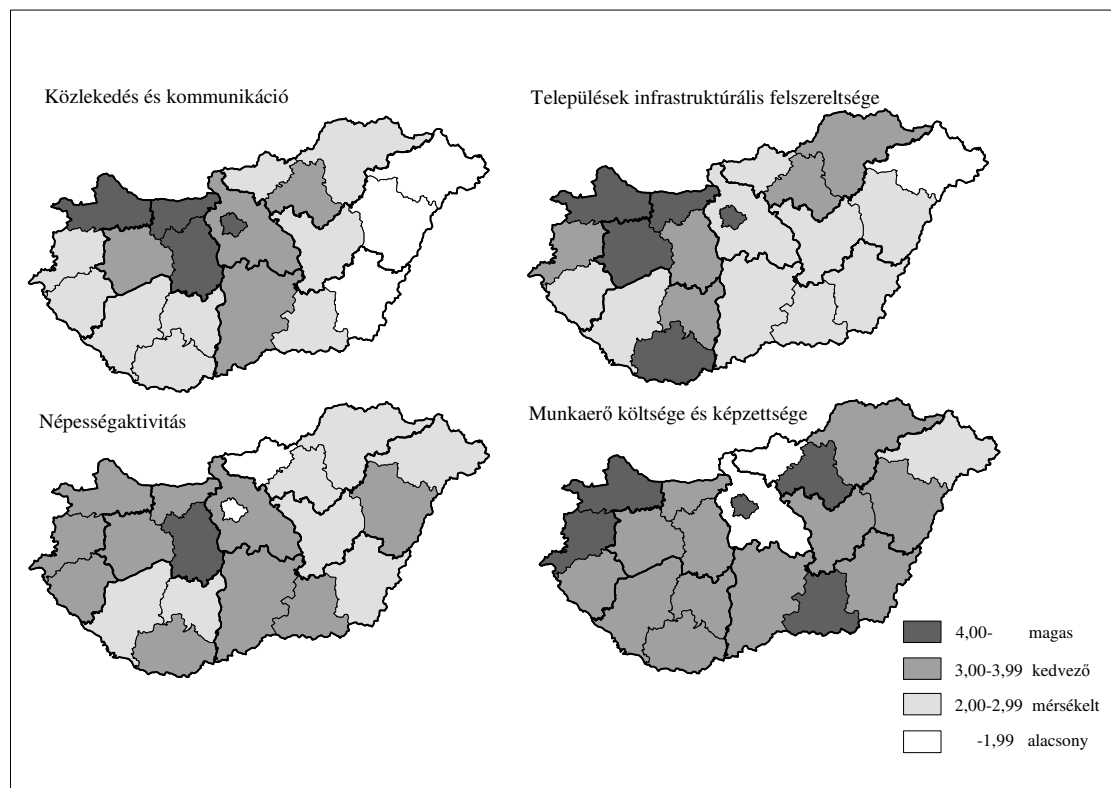 Közlekedés és kommunikáció
Települések infrastruktúrális felszereltsége
Népességaktivitás
Munkaerő költsége és képzettsége
4,00- magas
3,00-3,99 kedvező
2,00-2,99 mérsékelt
-1,99 alacsony